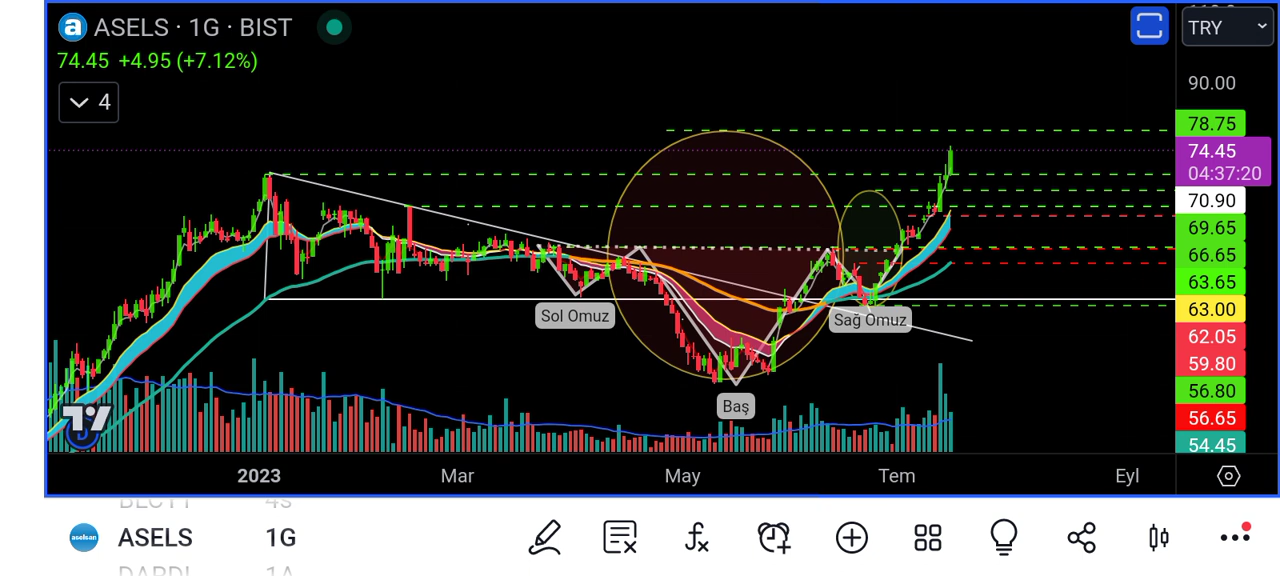 ASELS · 1G · BIST
TRY
74.45 +4.95 (+7.12%)
4
90.00
78.75
74.45
04:37:20
70.90
69.65
66.65
63.65
63.00
62.05
59.80
56.80
56.65
54.45
Sol Omuz
Sağ Omuz
Baş
2023 Mar May Tem Eyl
ASELS 1G
aselsan